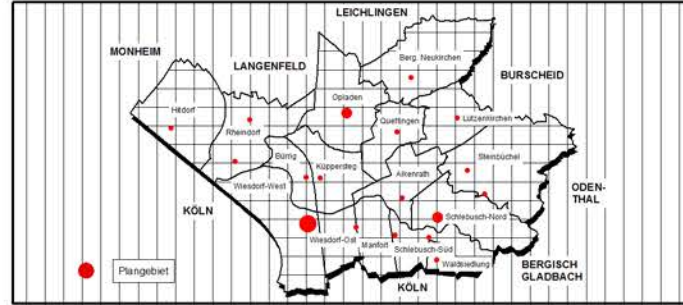 LEICHLINGEN
MONHEIM
LANGENFELD
Berg. Neukirchen
BURSCHEID
Hitdorf
Opladen
Rheindorf
Quettingen
Lützenkirchen
Bürrig
Küppersteg
Steinbüchel
Wiesdorf-West
Alkenrath
ODEN-
THAL
KÖLN
Schlebusch-Nord
Wiesdorf-Ost
Manfort
Schlebusch-Süd
Waldsiedlung
BERGISCH
GLADBACH
Plangebiet
KÖLN